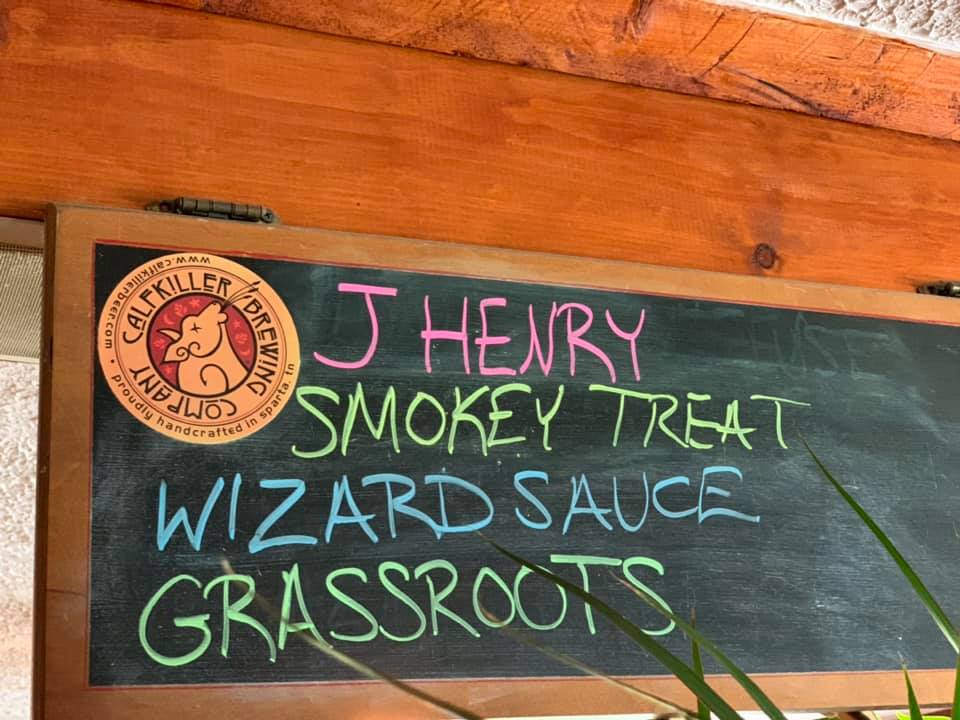 CALFKILLER BREWING COMPANY
www.calfkillerbeer.com • proudly handcrafted in sparta, tn
J HENRY
SMOKEY TREAT
WIZARD SAUCE
GRASSROOTS